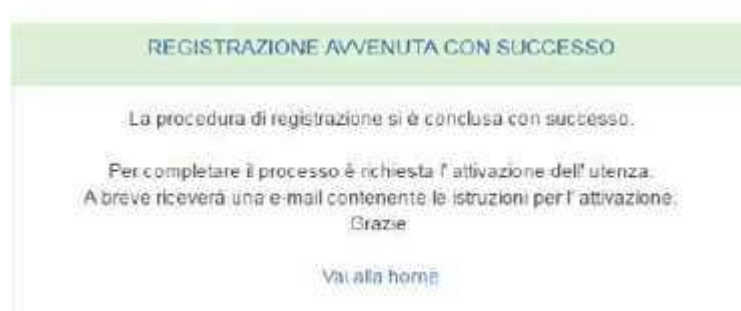 REGISTRAZIONE AVVENUTA CON SUCCESSO
La procedura di registrazione si è conclusa con successo.
Per completare il processo è richiesta l' attivazione dell' utenza.
A breve riceverà una e-mail contenente le istruzioni per l' attivazione.
Grazie
Vai alla home